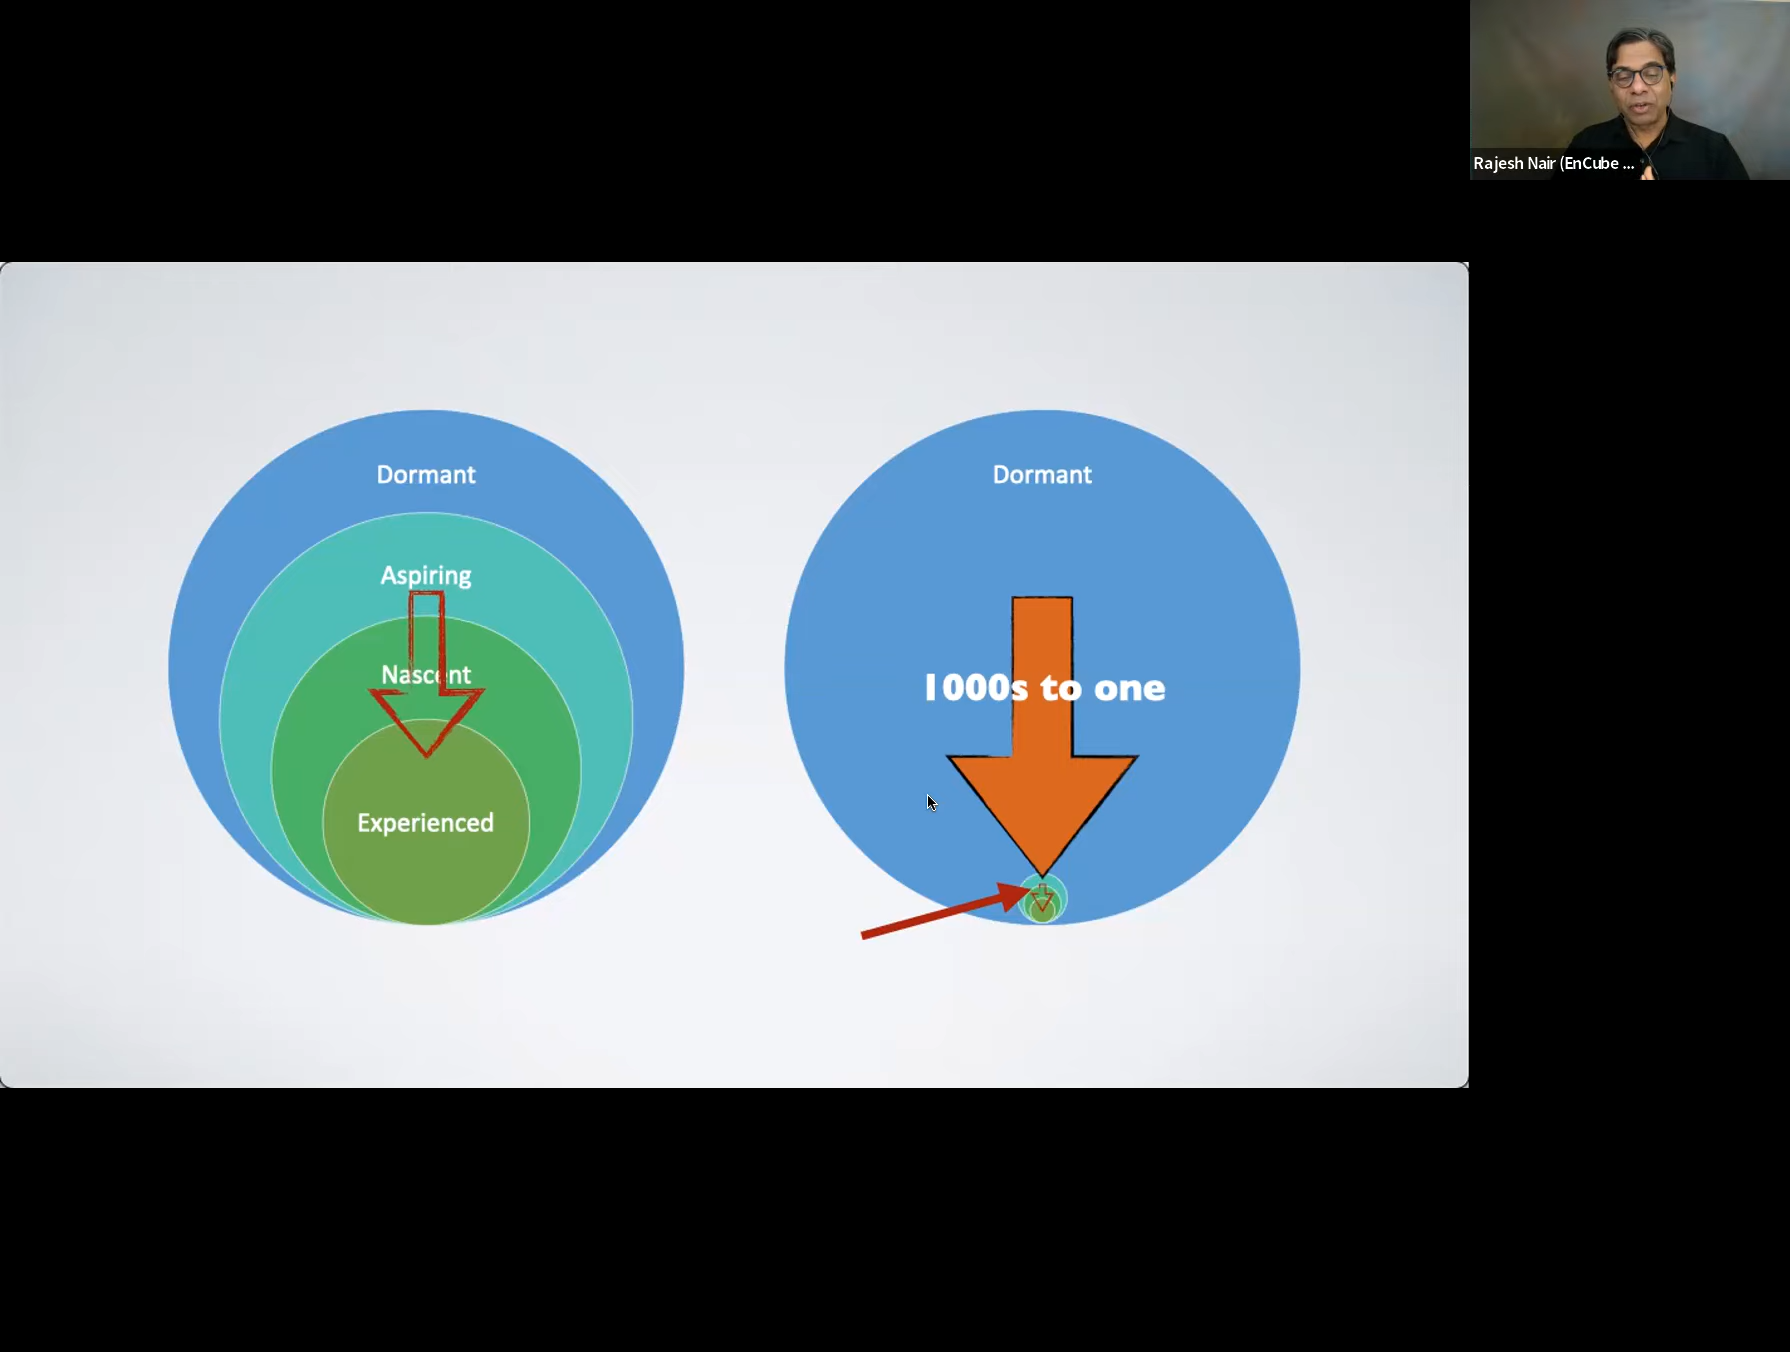 Rajesh Nair (EnCube ...
Dormant
Aspiring
Nascent
Experienced
Dormant
1000s to one